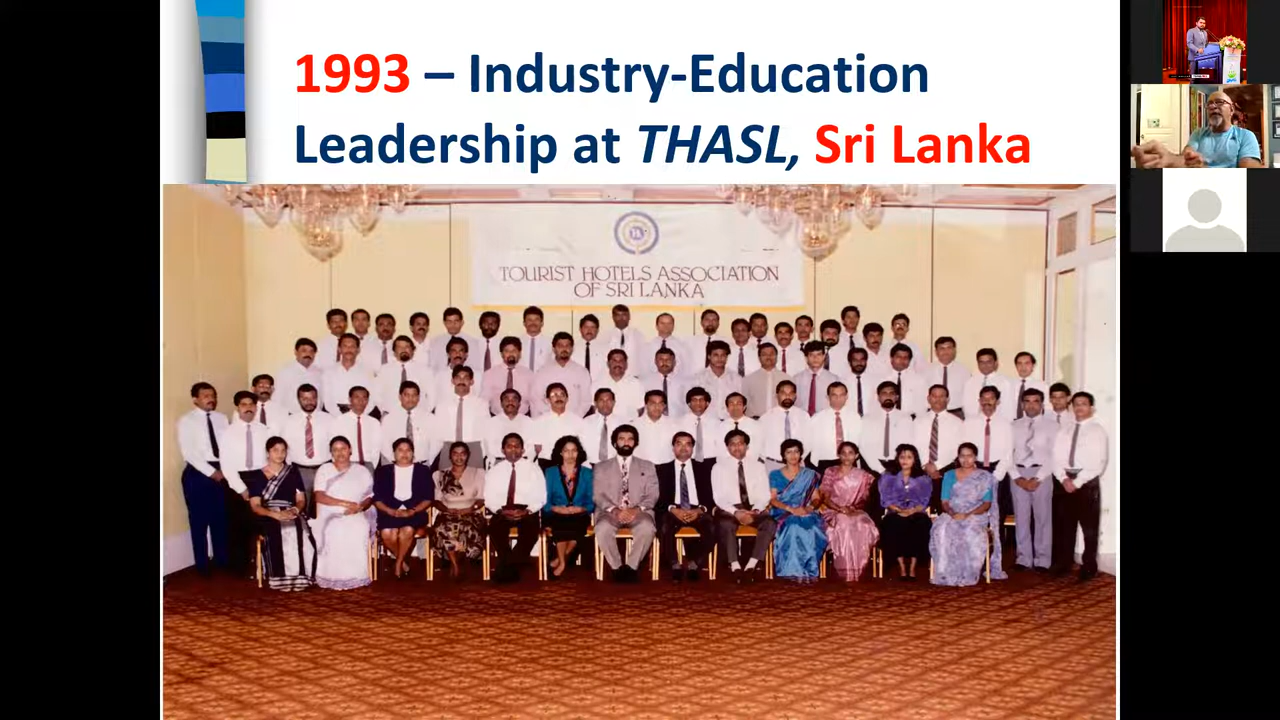 1993 – Industry-Education
Leadership at THASL, Sri Lanka
TOURIST HOTELS ASSOCIATION
OF SRI LANKA